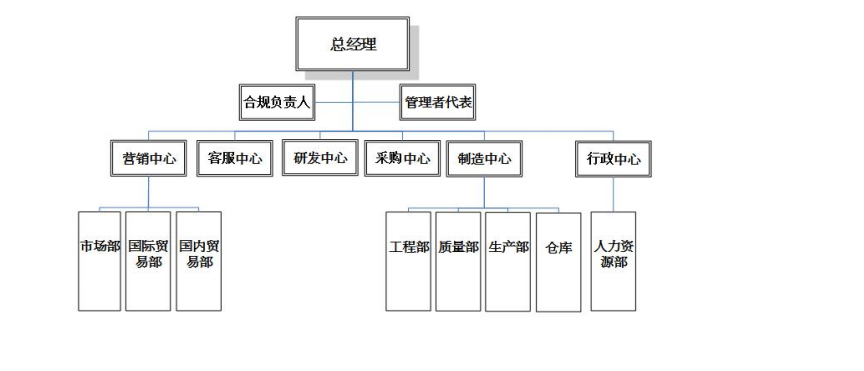 总经理
合规负责人
管理者代表
营销中心
客服中心
研发中心
采购中心
制造中心
行政中心
市场部
国际贸
易部
国内贸
易部
工程部
质量部
生产部
仓库
人力资
源部